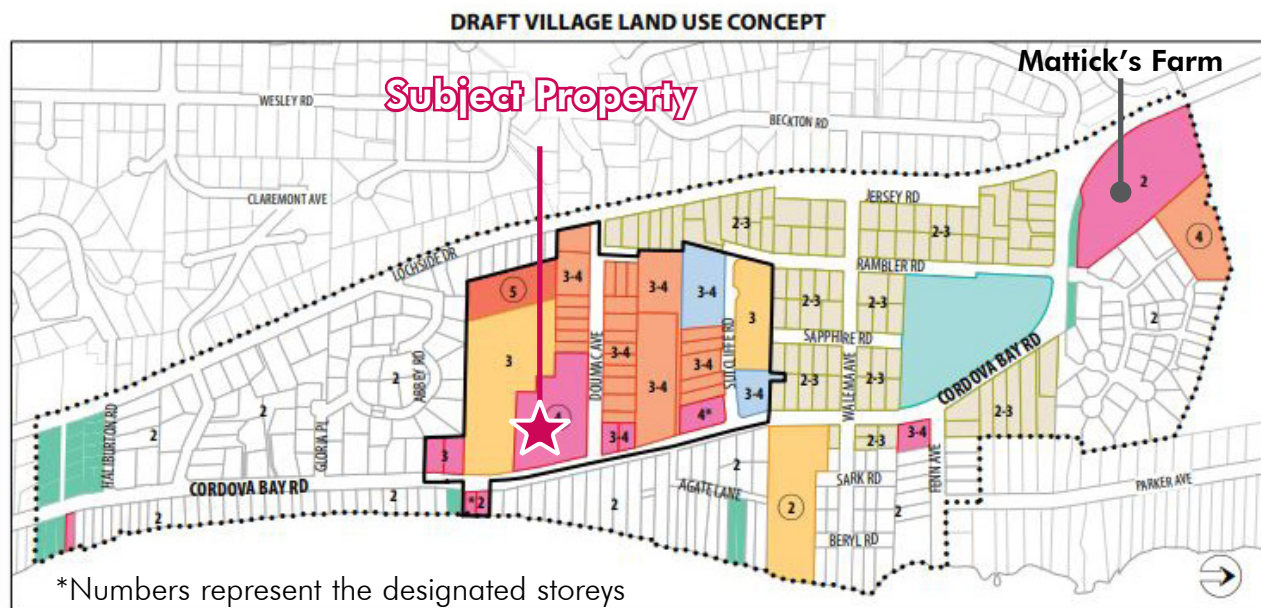 DRAFT VILLAGE LAND USE CONCEPT
Mattick's Farm
Subject Property
WESLEY RD
BECKTON RD
CLAREMONT AVE
JERSEY RD
LOCHSIDE DR
RAMBLER RD
SAPPHIRE RD
DOUMAC AVE
SUTCLIFFE RD
WALEMA AVE
CORDOVA BAY RD
ABBEY RD
GLORIA PL
HALIBURTON RD
CORDOVA BAY RD
AGATE LANE
SARK RD
BERYL RD
FENN AVE
PARKER AVE
2
4
2-3
2-3
5
3-4
3-4
3-4
3-4
3
2-3
2-3
2
3
3-4
3-4
3-4
2-3
2-3
2
4
3-4
4*
3-4
2-3
2
2
3
2
2-3
3-4
2
2
*2
2
2
2
*Numbers represent the designated storeys